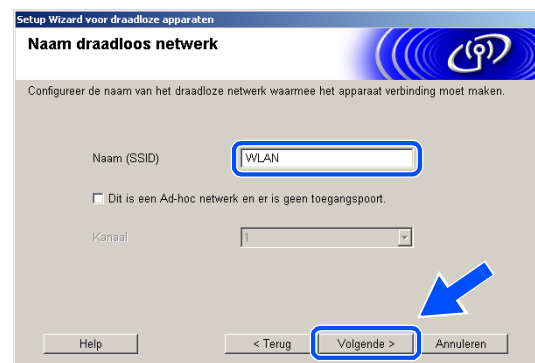 Setup Wizard voor draadloze apparaten
Naam draadloos netwerk
Configureer de naam van het draadloze netwerk waarmee het apparaat verbinding moet maken.
Naam (SSID) WLAN
Dit is een Ad-hoc netwerk en er is geen toegangspoort.
Kanaal 1
Help < Terug Volgende > Annuleren